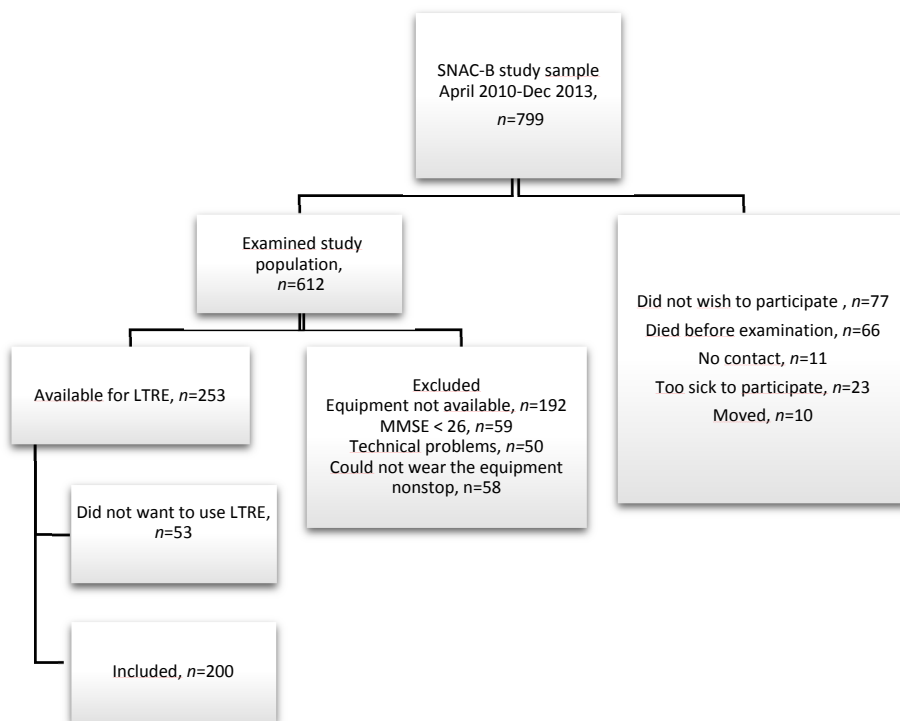 SNAC-B study sample
April 2010-Dec 2013,
n=799
Examined study
population,
n=612
Did not wish to participate , n=77
Died before examination, n=66
No contact, n=11
Too sick to participate, n=23
Moved, n=10
Available for LTRE, n=253
Excluded
Equipment not available, n=192
MMSE < 26, n=59
Technical problems, n=50
Could not wear the equipment
nonstop, n=58
Did not want to use LTRE,
n=53
Included, n=200